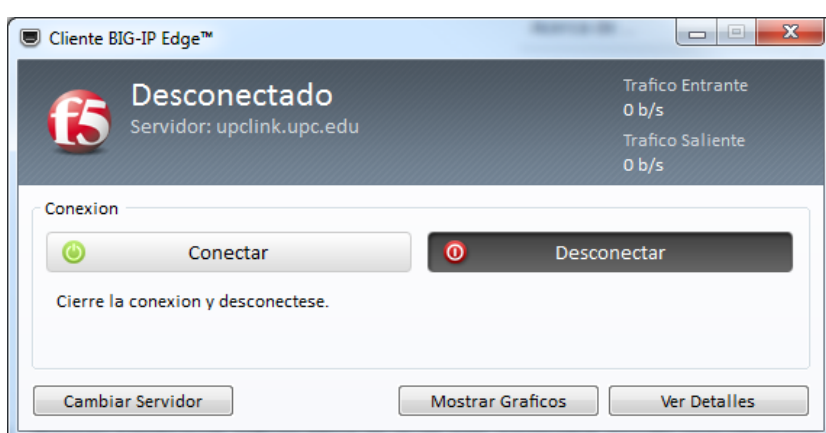 Cliente BIG-IP Edge™
f5
Desconectado
Servidor: upclink.upc.edu
Trafico Entrante
0 b/s
Trafico Saliente
0 b/s
Conexion
Conectar
Desconectar
Cierre la conexion y desconectese.
Cambiar Servidor
Mostrar Graficos
Ver Detalles